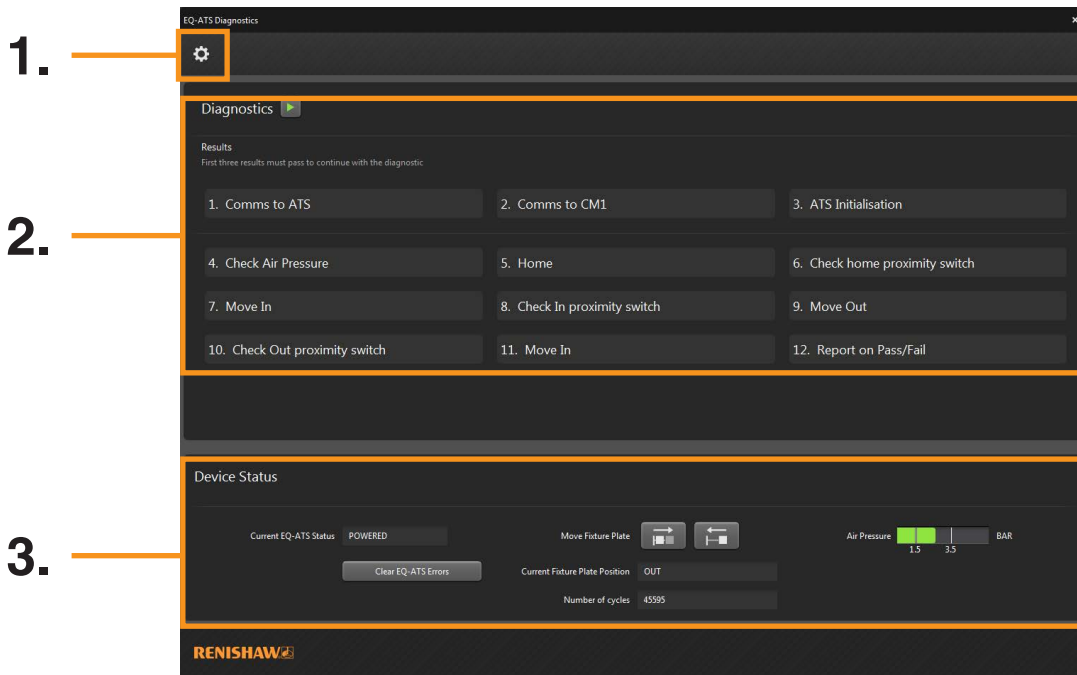 EQ-ATS Diagnostics
1.
Diagnostics
Results
First three results must pass to continue with the diagnostic
1. Comms to ATS
2. Comms to CM1
3. ATS Initialisation
2.
4. Check Air Pressure
5. Home
6. Check home proximity switch
7. Move In
8. Check In proximity switch
9. Move Out
10. Check Out proximity switch
11. Move In
12. Report on Pass/Fail
Device Status
3.
Current EQ-ATS Status POWERED
Move Fixture Plate
Air Pressure
BAR
1.5 3.5
Clear EQ-ATS Errors
Current Fixture Plate Position OUT
Number of cycles 45595
RENISHAW